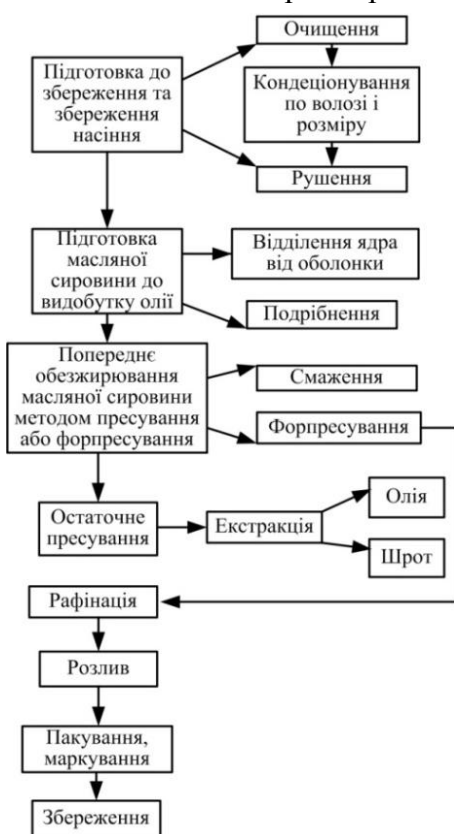 Очищення
Підготовка до
збереження та
збереження
насіння
Кондеціонування
по волозі і
розміру
Рушення
Підготовка
масляної
сировини до
видобутку олії
Відділення ядра
від оболонки
Подрібнення
Попереднє
обезжирювання
масляної сировини
методом пресування
або форпресування
Смаження
Форпресування
Остаточне
пресування
Екстракція
Олія
Шрот
Рафінація
Розлив
Пакування,
маркування
Збереження